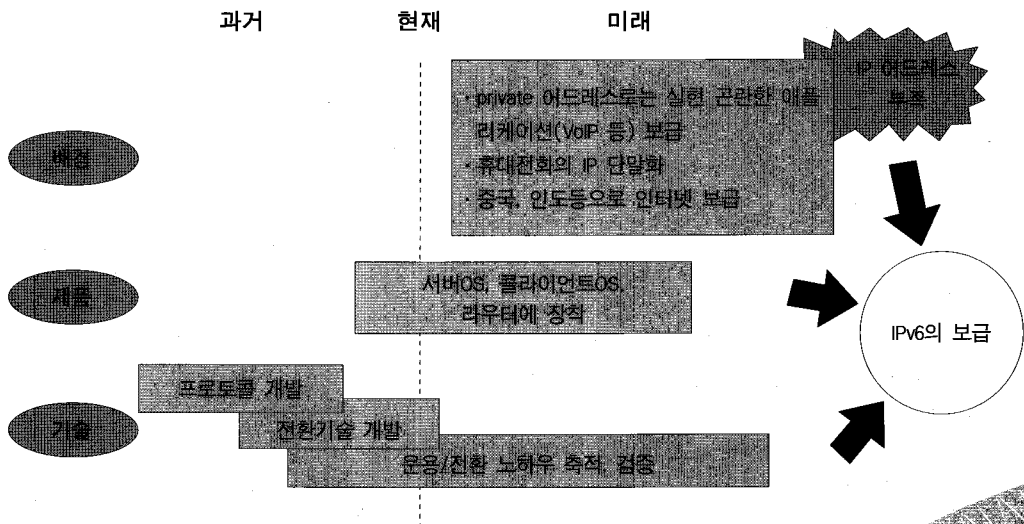 과거 현재 미래
IP 어드레스
부족
· private 어드레스로는 실현 곤란한 애플
리케이션(VoIP 등) 보급
· 휴대전화의 IP 단말화
· 중국, 인도등으로 인터넷 보급
배경
서버OS, 클라이언트OS,
라우터에 장착
제품
IPv6의 보급
프로토콜 개발
전환기술 개발
기술
운용/전환 노하우 축적, 검증